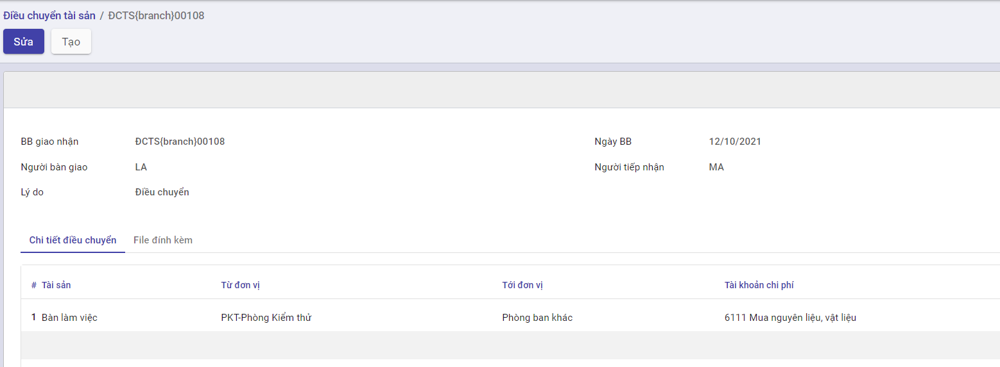 Điều chuyển tài sản / ĐCTS{branch}00108
Sửa Tạo
BB giao nhận ĐCTS{branch}00108 Ngày BB 12/10/2021
Người bàn giao LA Người tiếp nhận MA
Lý do Điều chuyển
Chi tiết điều chuyển File đính kèm
# Tài sản Từ đơn vị Tới đơn vị Tài khoản chi phí
1 Bàn làm việc PKT-Phòng Kiểm thử Phòng ban khác 6111 Mua nguyên liệu, vật liệu